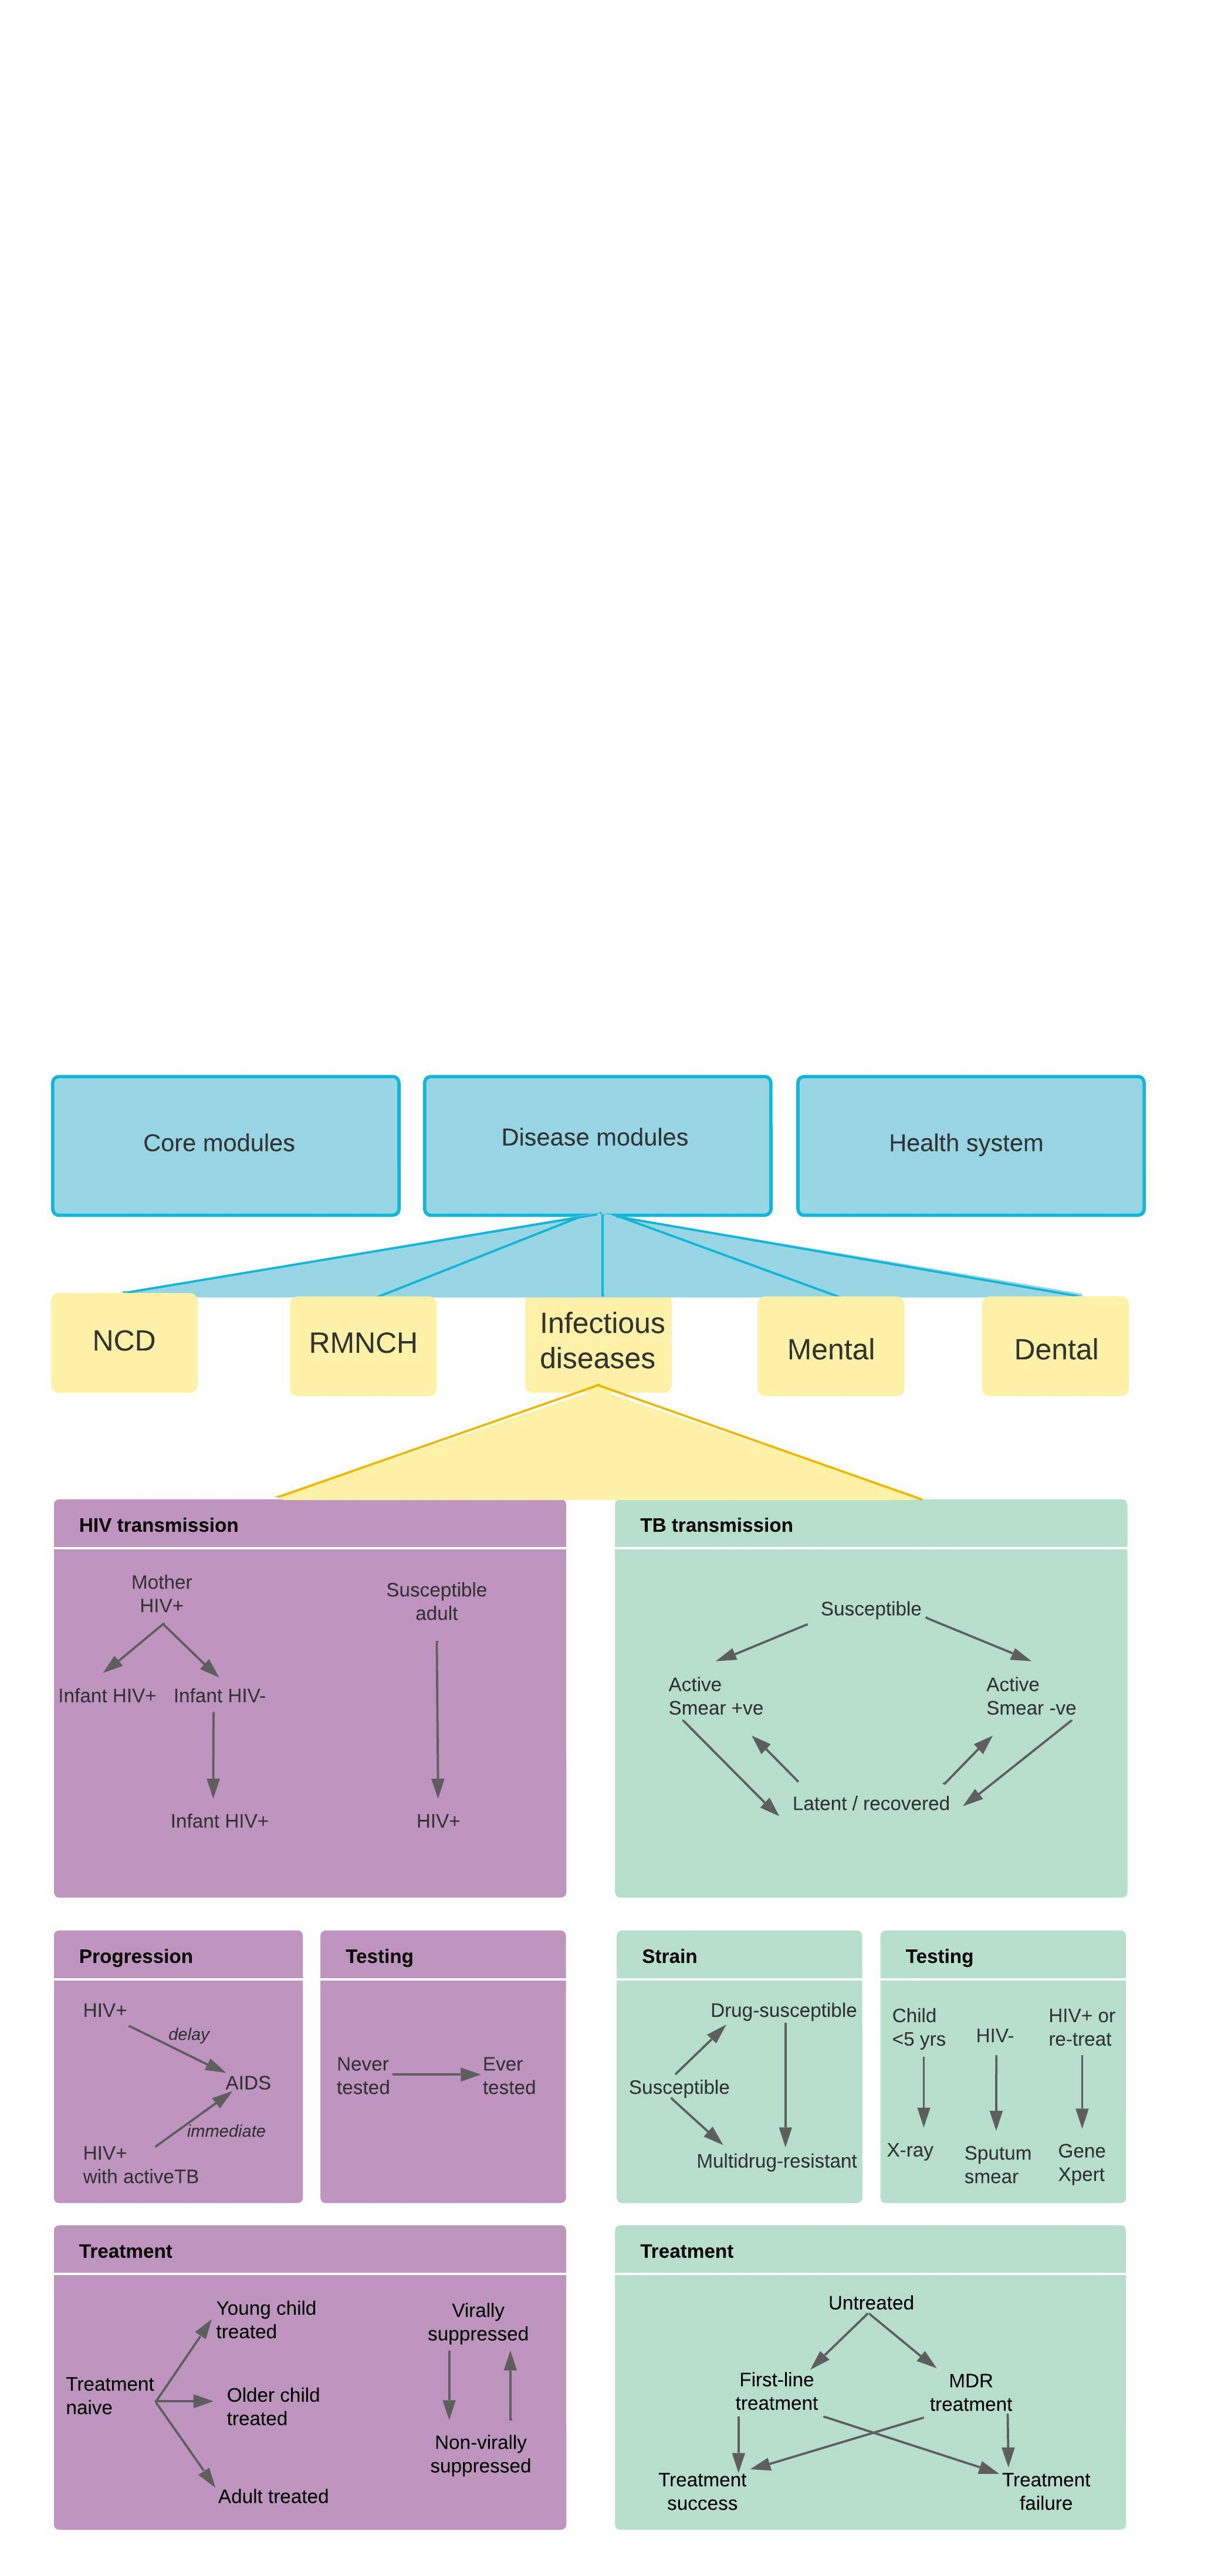 Core modules
Disease modules
Health system
NCD
RMNCH
Infectious
diseases
Mental
Dental
HIV transmission
Mother
HIV+
Susceptible
adult
Infant HIV+
Infant HIV-
Infant HIV+
HIV+
TB transmission
Susceptible
Active
Smear +ve
Active
Smear -ve
Latent / recovered
Progression
HIV+
delay
AIDS
immediate
HIV+
with activeTB
Testing
Never
tested
Ever
tested
Strain
Drug-susceptible
Susceptible
Multidrug-resistant
Testing
Child
<5 yrs
HIV-
HIV+ or
re-treat
X-ray
Sputum
smear
Gene
Xpert
Treatment
Young child
treated
Treatment
naive
Older child
treated
Adult treated
Virally
suppressed
Non-virally
suppressed
Treatment
Untreated
First-line
treatment
MDR
treatment
Treatment
success
Treatment
failure